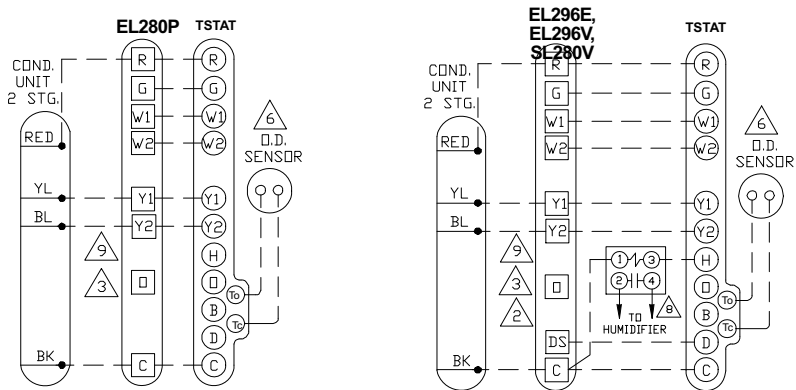 EL280P TSTAT
COND.
UNIT
2 STG.
RED
YL
BL
BK
R R
G G
W1 W1
W2 W2
Y1 Y1
Y2 Y2
H
O O
B
D
C C
9
3
6
O.D.
SENSOR
To
Tc
EL296E,
EL296V,
SL280V
TSTAT
COND.
UNIT
2 STG.
RED
YL
BL
BK
R R
G G
W1 W1
W2 W2
Y1 Y1
Y2 Y2
H
O O
B
DS D
C C
9
3
2
1 3
2 4
8
TO
HUMIDIFIER
6
O.D.
SENSOR
To
Tc